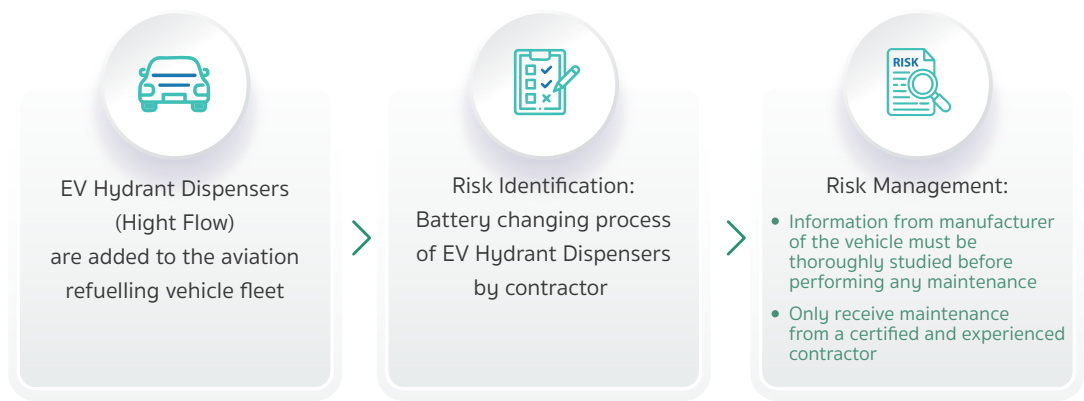 EV Hydrant Dispensers
(Hight Flow)
are added to the aviation
refuelling vehicle fleet
Risk Identification:
Battery changing process
of EV Hydrant Dispensers
by contractor
RISK
Risk Management:
• Information from manufacturer
of the vehicle must be
thoroughly studied before
performing any maintenance
• Only receive maintenance
from a certified and experienced
contractor